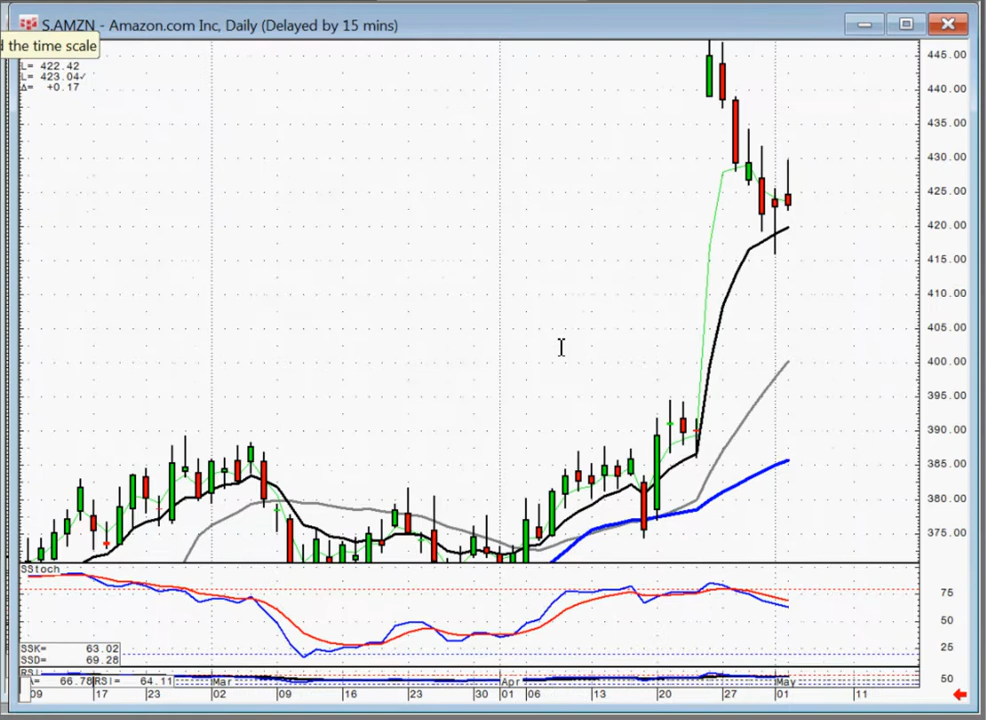 S.AMZN - Amazon.com Inc, Daily (Delayed by 15 mins)
d the time scale
L= 422.42
L= 423.04✓
Δ= +0.17
445.00
440.00
435.00
430.00
425.00
420.00
415.00
410.00
405.00
400.00
395.00
390.00
385.00
380.00
375.00
SStoch
75
50
25
SSK= 63.02
SSD= 69.28
RSI
50
= 66.78 RSI= 64.11
09 17 23 02 Mar 09 16 23 30 01 Apr 06 13 20 27 01 May 11